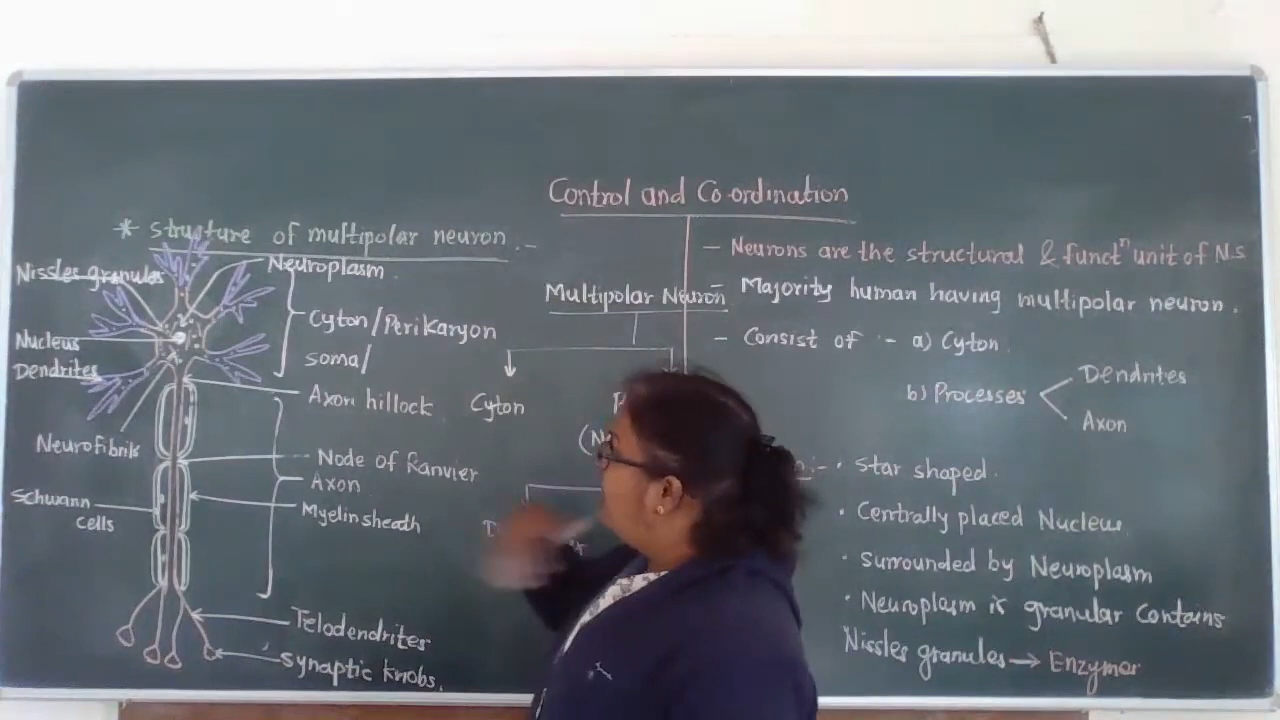 Control and Co-ordination
* Structure of multipolar neuron :-
Nissles granules
Neuroplasm
Cyton/Perikaryon
Soma/
Nucleus
Dendrites
Axon hillock
Neurofibrils
Node of Ranvier
Axon
Schwann
cells
Myelinsheath
Telodendrites
Synaptic knobs.
Multipolar Neuron
Cyton
- Neurons are the structural & functⁿ unit of N.S
- Majority human having multipolar neuron.
- Consist of :- a) Cyton
b) Processes
Dendrites
Axon
• Star shaped.
• Centrally placed Nucleus
• Surrounded by Neuroplasm
• Neuroplasm is granular contains
Nissles granules → Enzymes